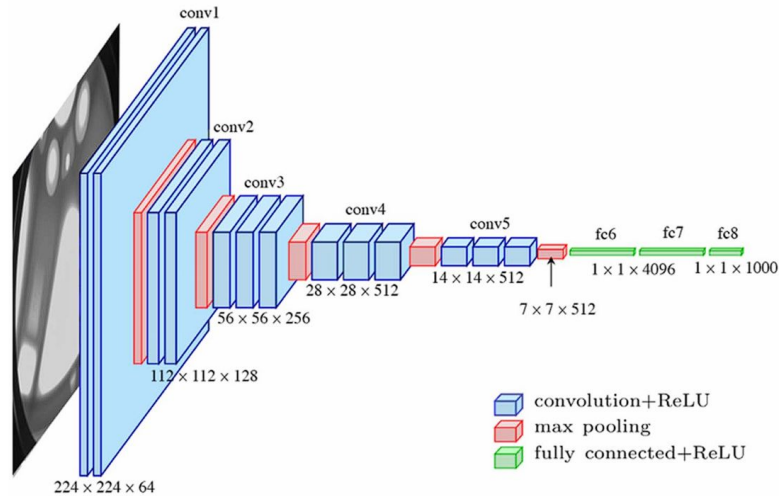 conv1
conv2
conv3
conv4
conv5
fc6
fc7
fc8
1 × 1 × 4096
1 × 1 × 1000
14 × 14 × 512
28 × 28 × 512
7 × 7 × 512
56 × 56 × 256
112 × 112 × 128
224 × 224 × 64
convolution+ReLU
max pooling
fully connected+ReLU